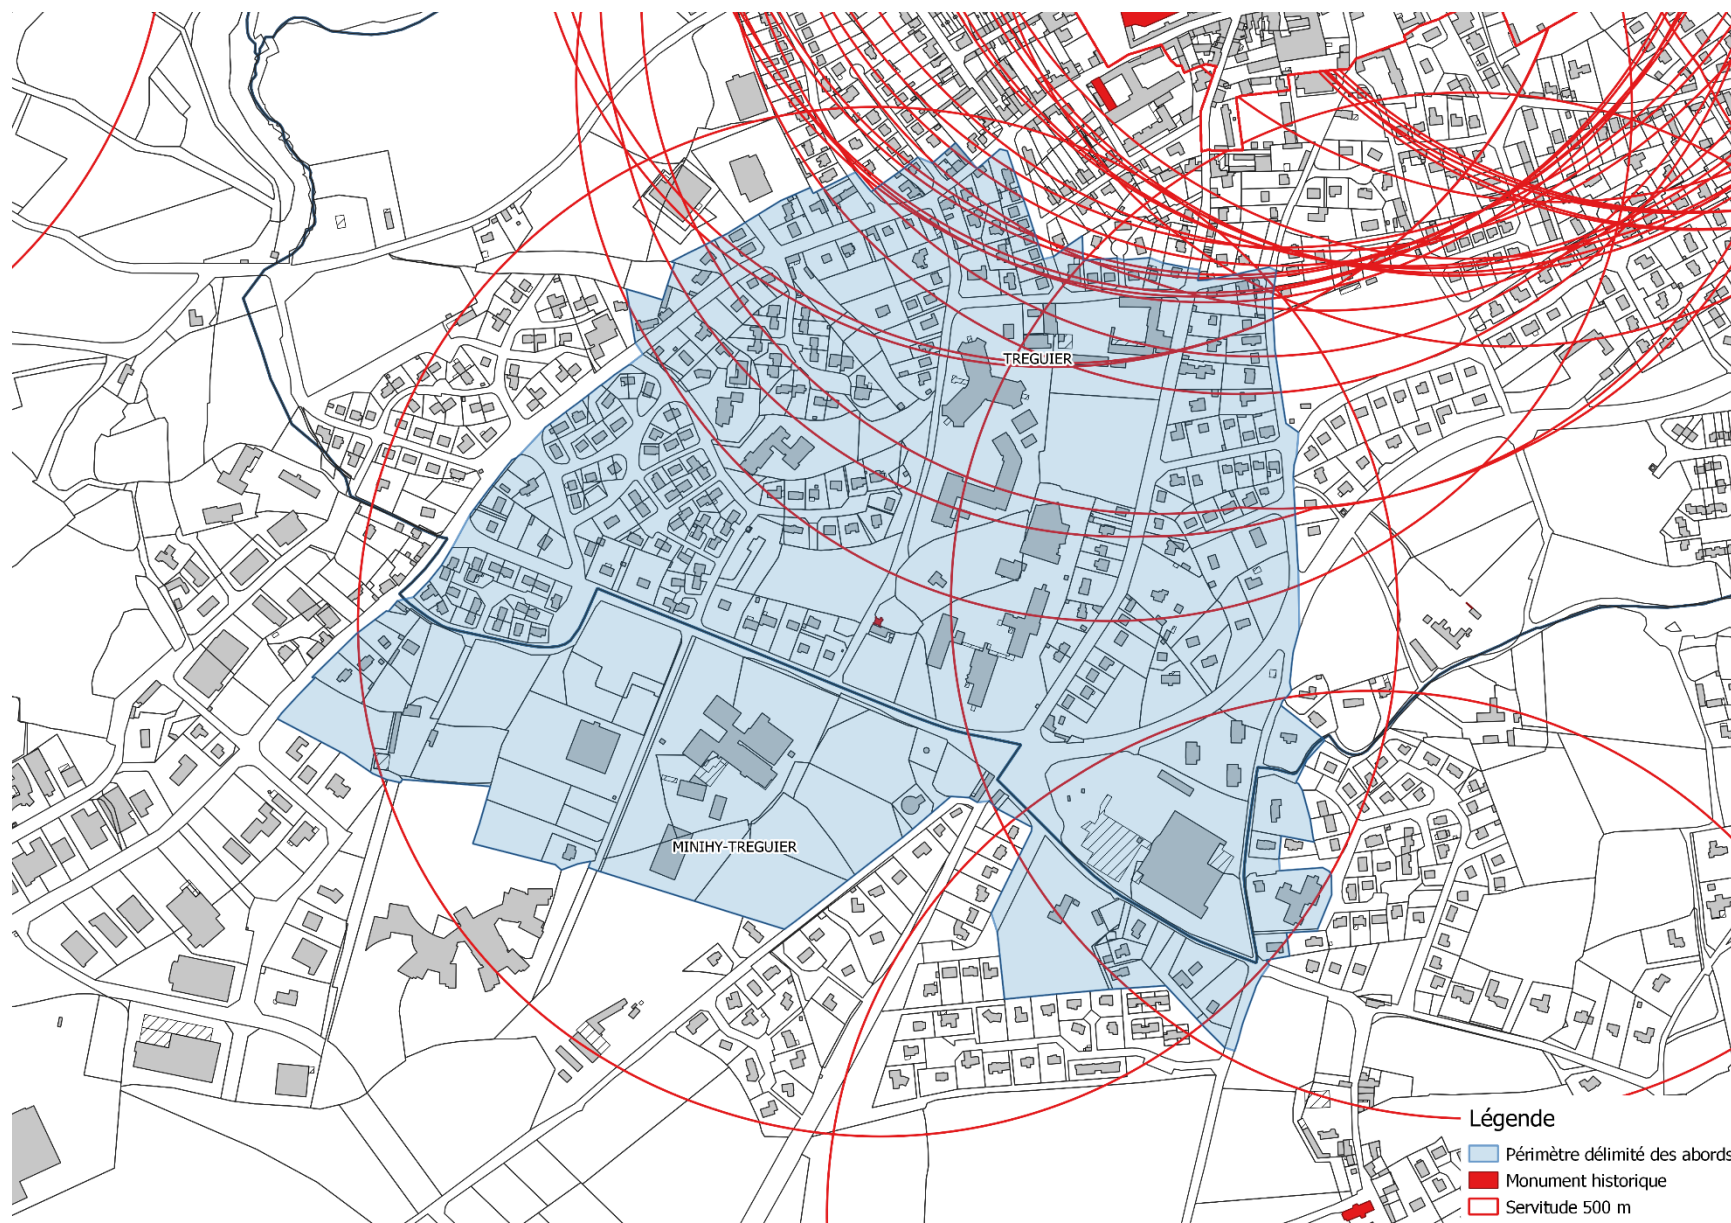 TREGUIER
MINIHY-TREGUIER
Légende
Périmètre délimité des abords
Monument historique
Servitude 500 m